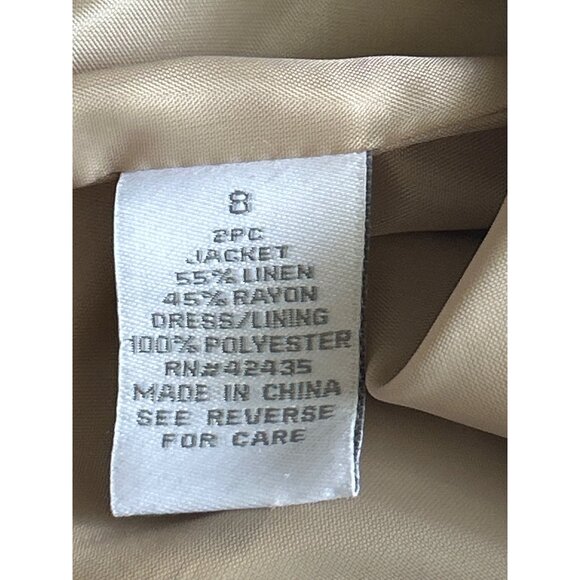 8
2PC
JACKET
55% LINEN
45% RAYON
DRESS/LINING
100% POLYESTER
RN#42435
MADE IN CHINA
SEE REVERSE
FOR CARE